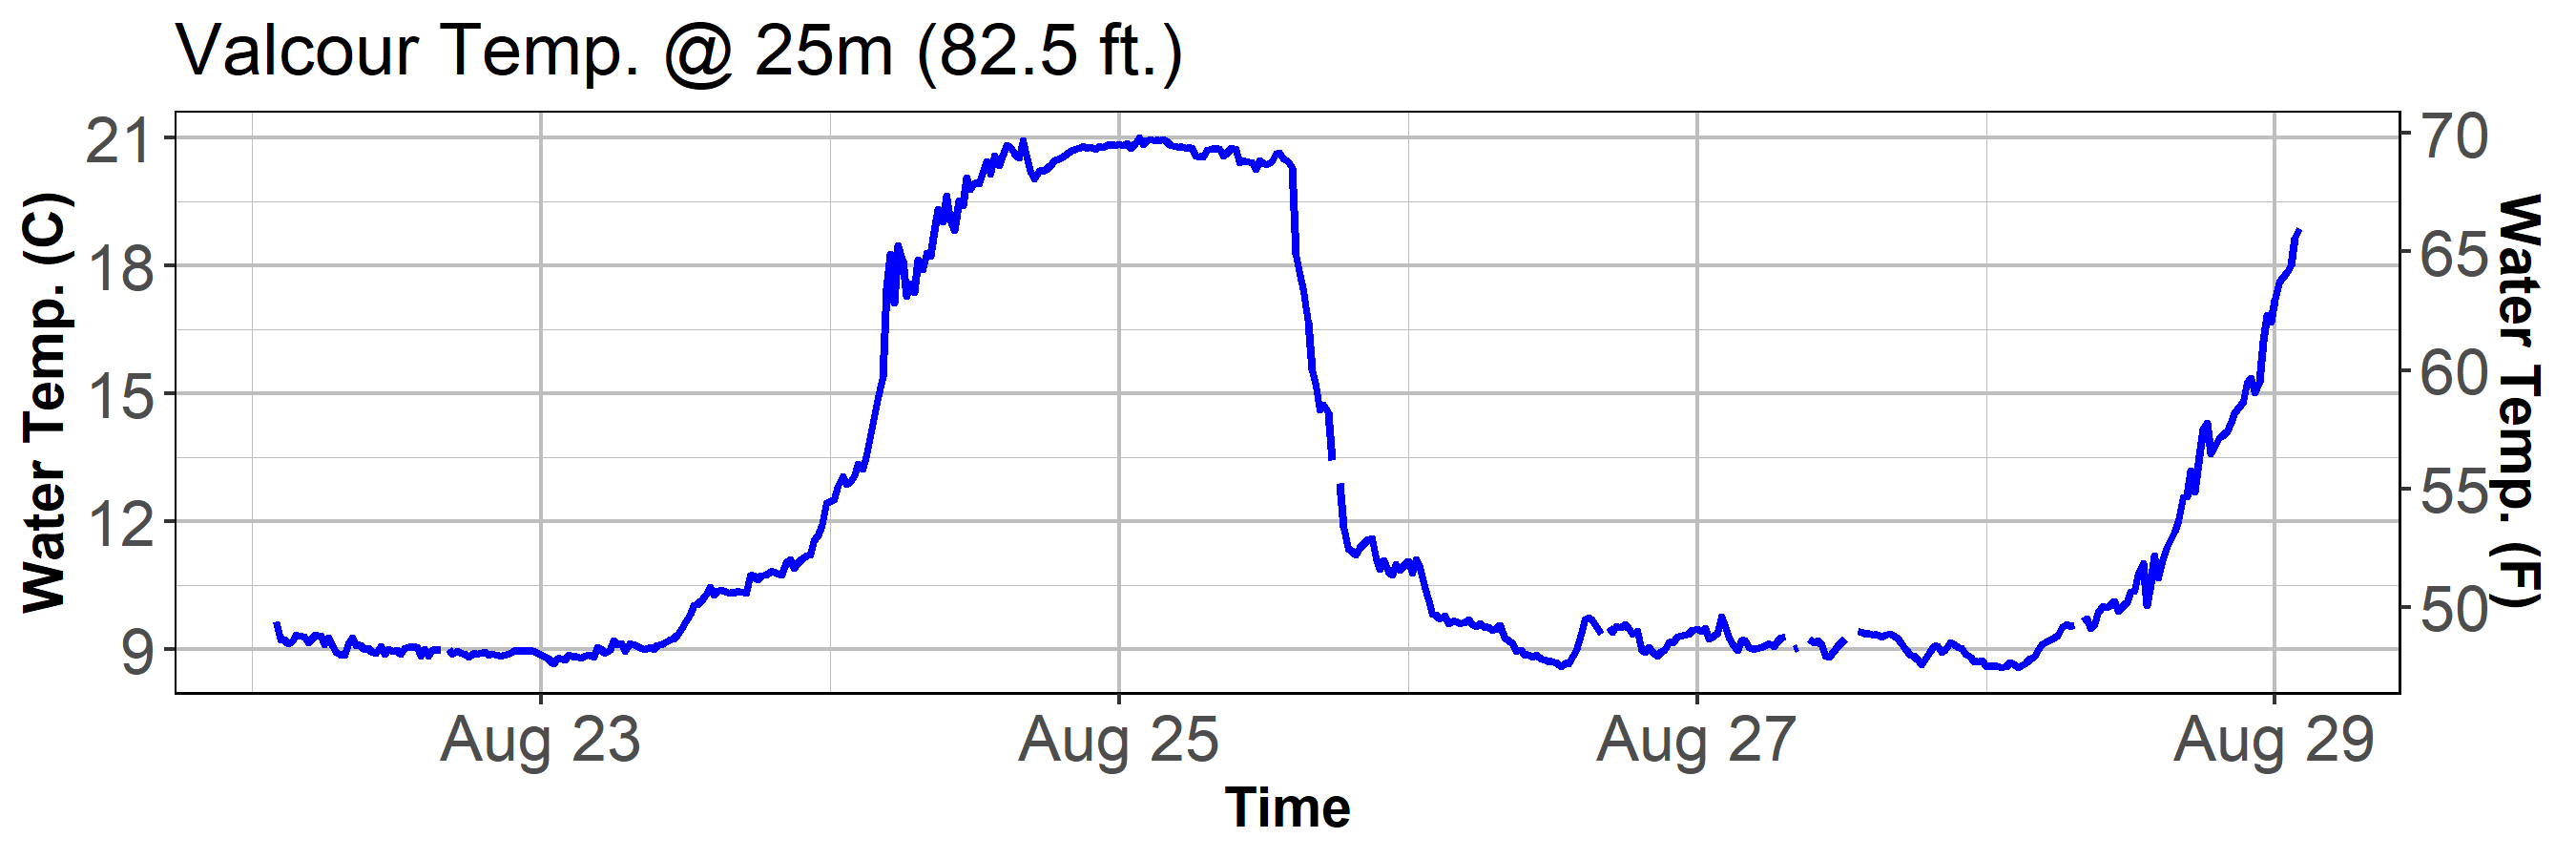 Valcour Temp. @ 25m (82.5 ft.)
Water Temp. (C)
21
18
15
12
9
70
65
60
55
50
Water Temp. (F)
Aug 23
Aug 25
Aug 27
Aug 29
Time